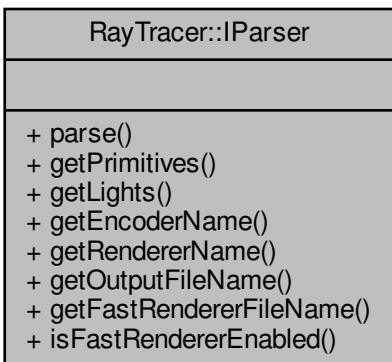 RayTracer::IParser
+ parse()
+ getPrimitives()
+ getLights()
+ getEncoderName()
+ getRendererName()
+ getOutputFileName()
+ getFastRendererFileName()
+ isFastRendererEnabled()